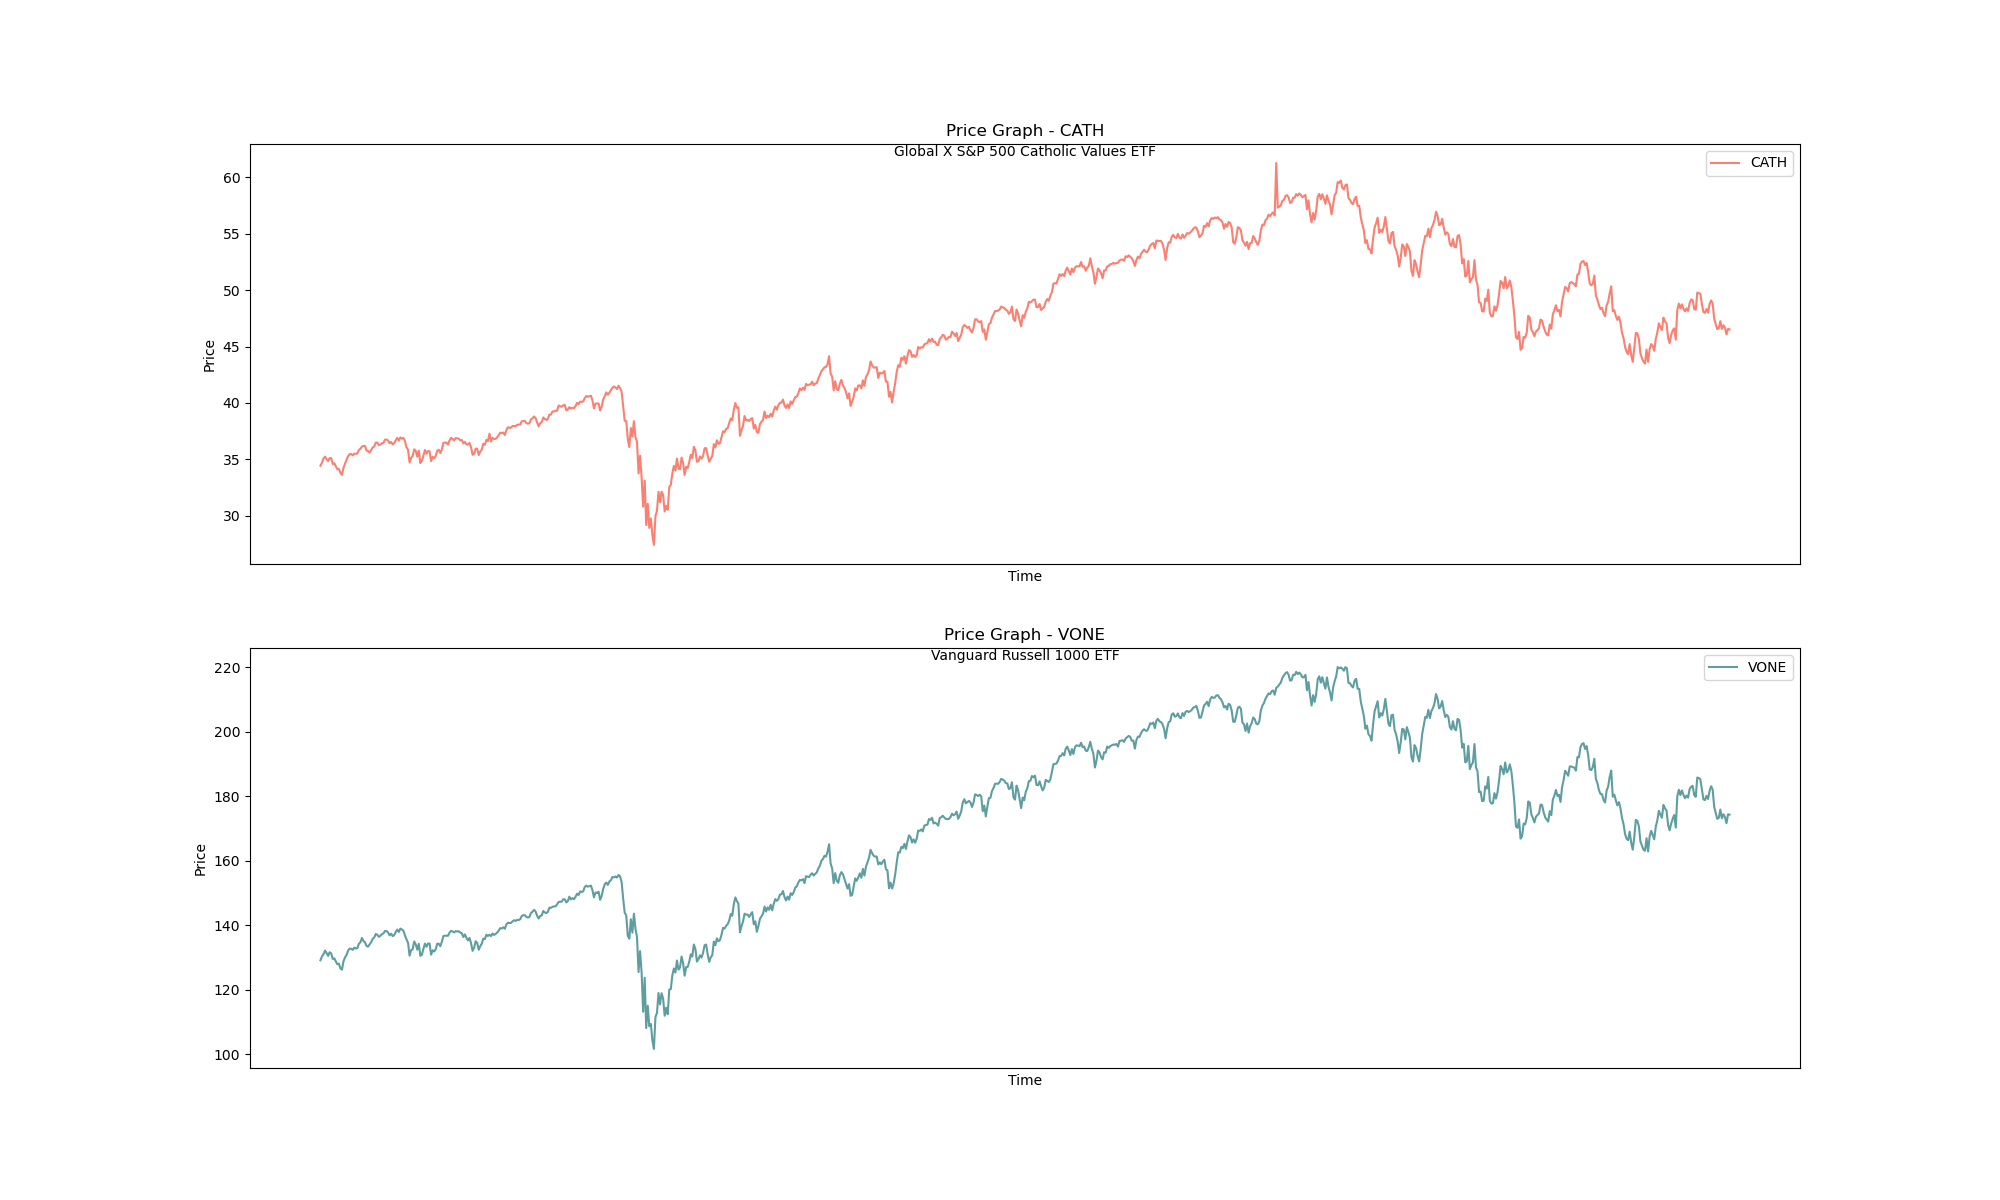 Price Graph - CATH
Global X S&P 500 Catholic Values ETF
CATH
60
55
50
45
40
35
30
Price
Time
Price Graph - VONE
Vanguard Russell 1000 ETF
VONE
220
200
180
160
140
120
100
Price
Time